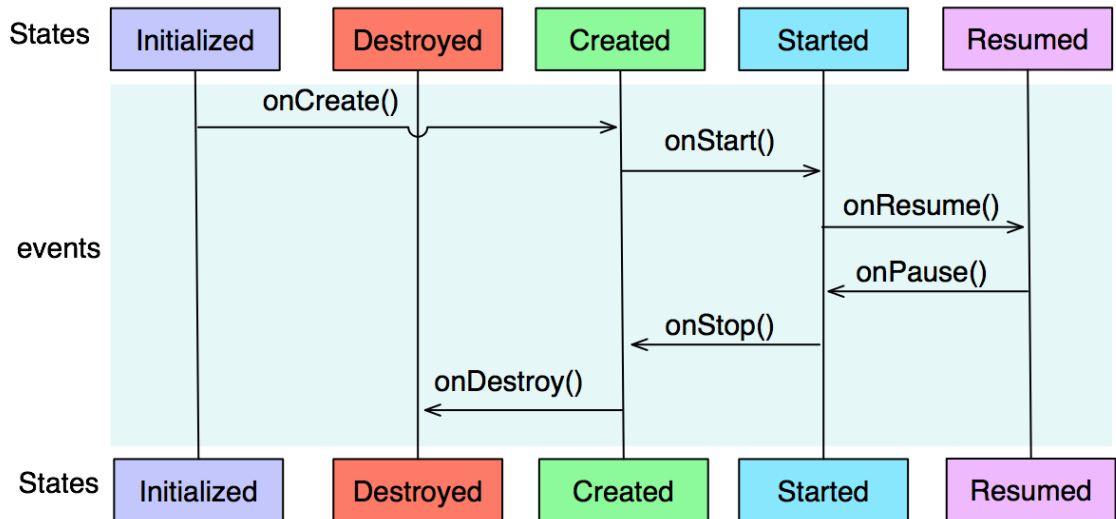 States Initialized Destroyed Created Started Resumed
onCreate()
onStart()
onResume()
events
onPause()
onStop()
onDestroy()
States Initialized Destroyed Created Started Resumed